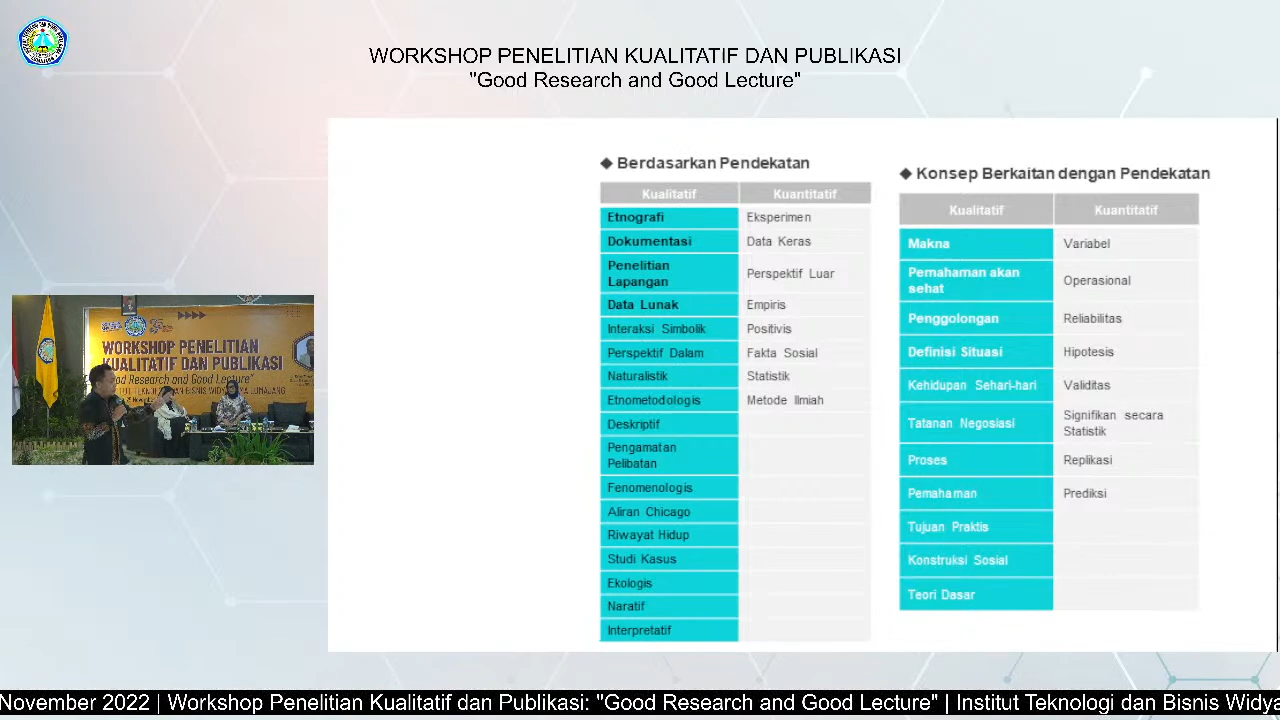 WORKSHOP PENELITIAN KUALITATIF DAN PUBLIKASI
"Good Research and Good Lecture"
WORKSHOP PENELITIAN
KUALITATIF DAN PUBLIKASI
Good Research and Good Lecture"
◆ Berdasarkan Pendekatan
Kualitatif Kuantitatif
Etnografi Eksperimen
Dokumentasi Data Keras
Penelitian
Lapangan Perspektif Luar
Data Lunak Empiris
Interaksi Simbolik Positivis
Perspektif Dalam Fakta Sosial
Naturalistik Statistik
Etnometodologis Metode Ilmiah
Deskriptif
Pengamatan
Pelibatan
Fenomenologis
Aliran Chicago
Riwayat Hidup
Studi Kasus
Ekologis
Naratif
Interpretatif
◆ Konsep Berkaitan dengan Pendekatan
Kualitatif Kuantitatif
Makna Variabel
Pemahaman akan
sehat Operasional
Penggolongan Reliabilitas
Definisi Situasi Hipotesis
Kehidupan Sehari-hari Validitas
Tatanan Negosiasi Signifikan secara
Statistik
Proses Replikasi
Pemahaman Prediksi
Tujuan Praktis
Konstruksi Sosial
Teori Dasar
November 2022 | Workshop Penelitian Kualitatif dan Publikasi: "Good Research and Good Lecture" | Institut Teknologi dan Bisnis Widya